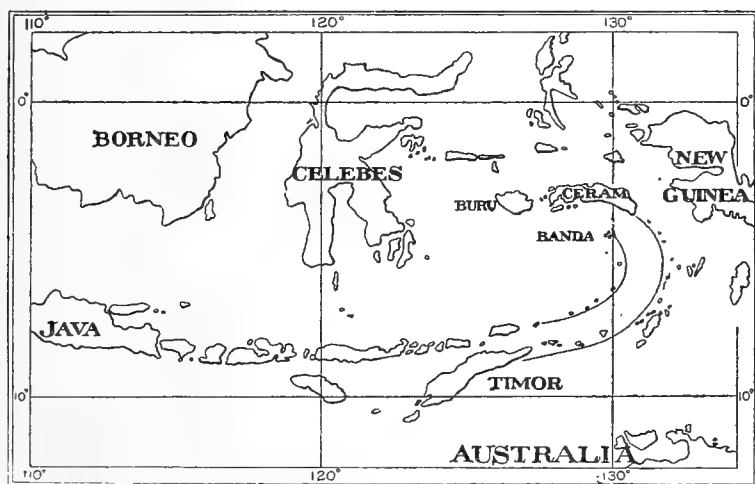 110° 120° 130°
0° 0°
BORNEO
NEW
CELEBES
CERAM
GUINEA
BURU
BANDA
JAVA
TIMOR
10° 10°
AUSTRALIA
110° 120° 130°